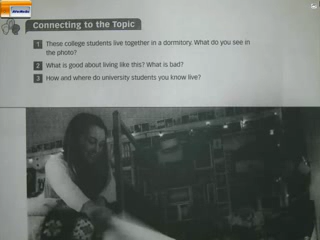 Connecting to the Topic
1 These college students live together in a dormitory. What do you see in
the photo?
2 What is good about living like this? What is bad?
3 How and where do university students you know live?